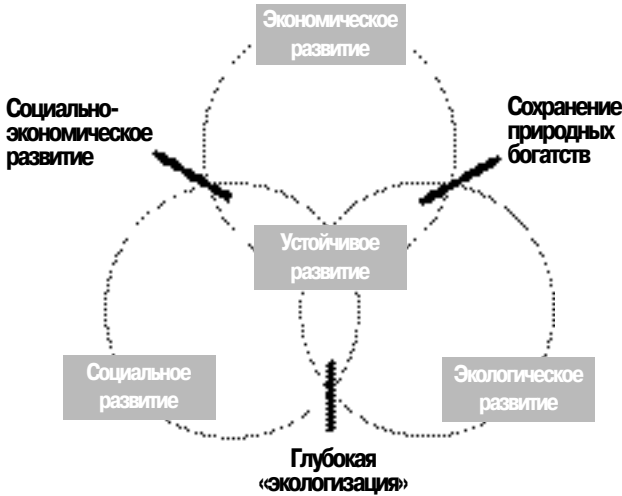 Экономическое
развитие
Социально-
экономическое
развитие
Сохранение
природных
богатств
Устойчивое
развитие
Социальное
развитие
Экологическое
развитие
Глубокая
«экологизация»